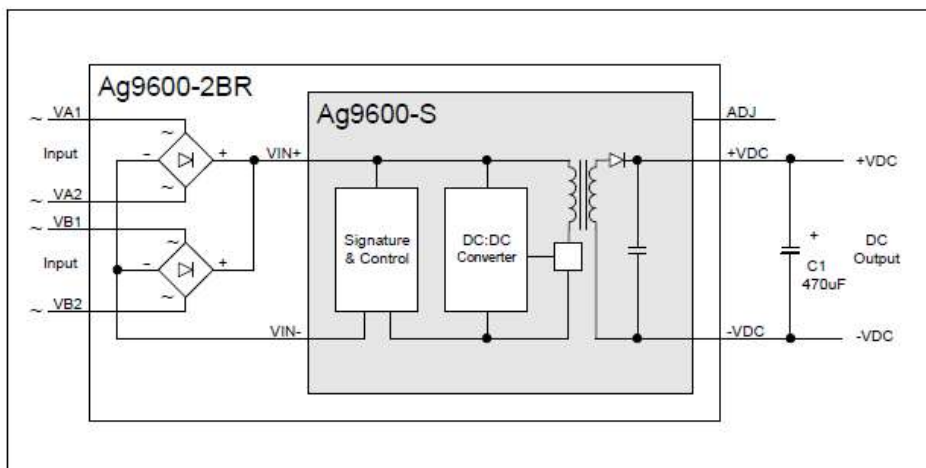 Ag9600-2BR
Ag9600-S
~ VA1
Input
~ VA2
~ VB1
Input
~ VB2
~
-
+
~
~
-
+
~
VIN+
VIN-
Signature
& Control
DC:DC
Converter
ADJ
+VDC
-VDC
+VDC
+
C1
470uF
DC
Output
-VDC